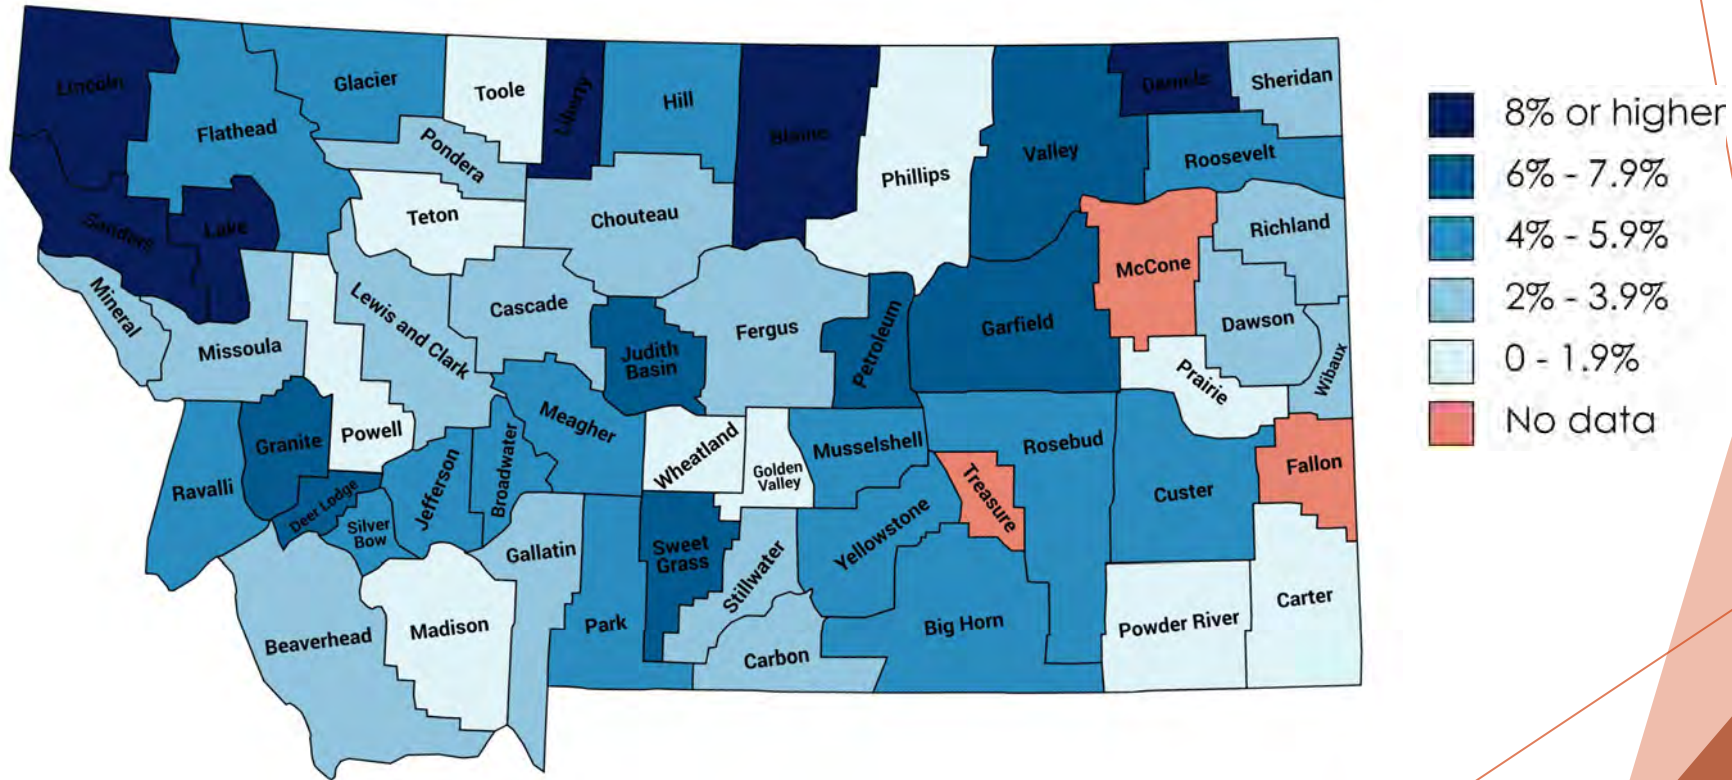 Lincoln
Flathead
Glacier
Toole
Liberty
Hill
Blaine
Phillips
Valley
Daniels
Sheridan
Roosevelt
Pondera
Teton
Chouteau
Sanders
Lake
Richland
McCone
Mineral
Missoula
Lewis and Clark
Cascade
Judith
Basin
Fergus
Petroleum
Garfield
Dawson
Wibaux
Prairie
Ravalli
Granite
Powell
Deer Lodge
Silver
Bow
Jefferson
Broadwater
Meagher
Wheatland
Golden
Valley
Musselshell
Rosebud
Treasure
Custer
Fallon
Beaverhead
Madison
Gallatin
Park
Sweet
Grass
Stillwater
Yellowstone
Carbon
Big Horn
Powder River
Carter
8% or higher
6% - 7.9%
4% - 5.9%
2% - 3.9%
0 - 1.9%
No data